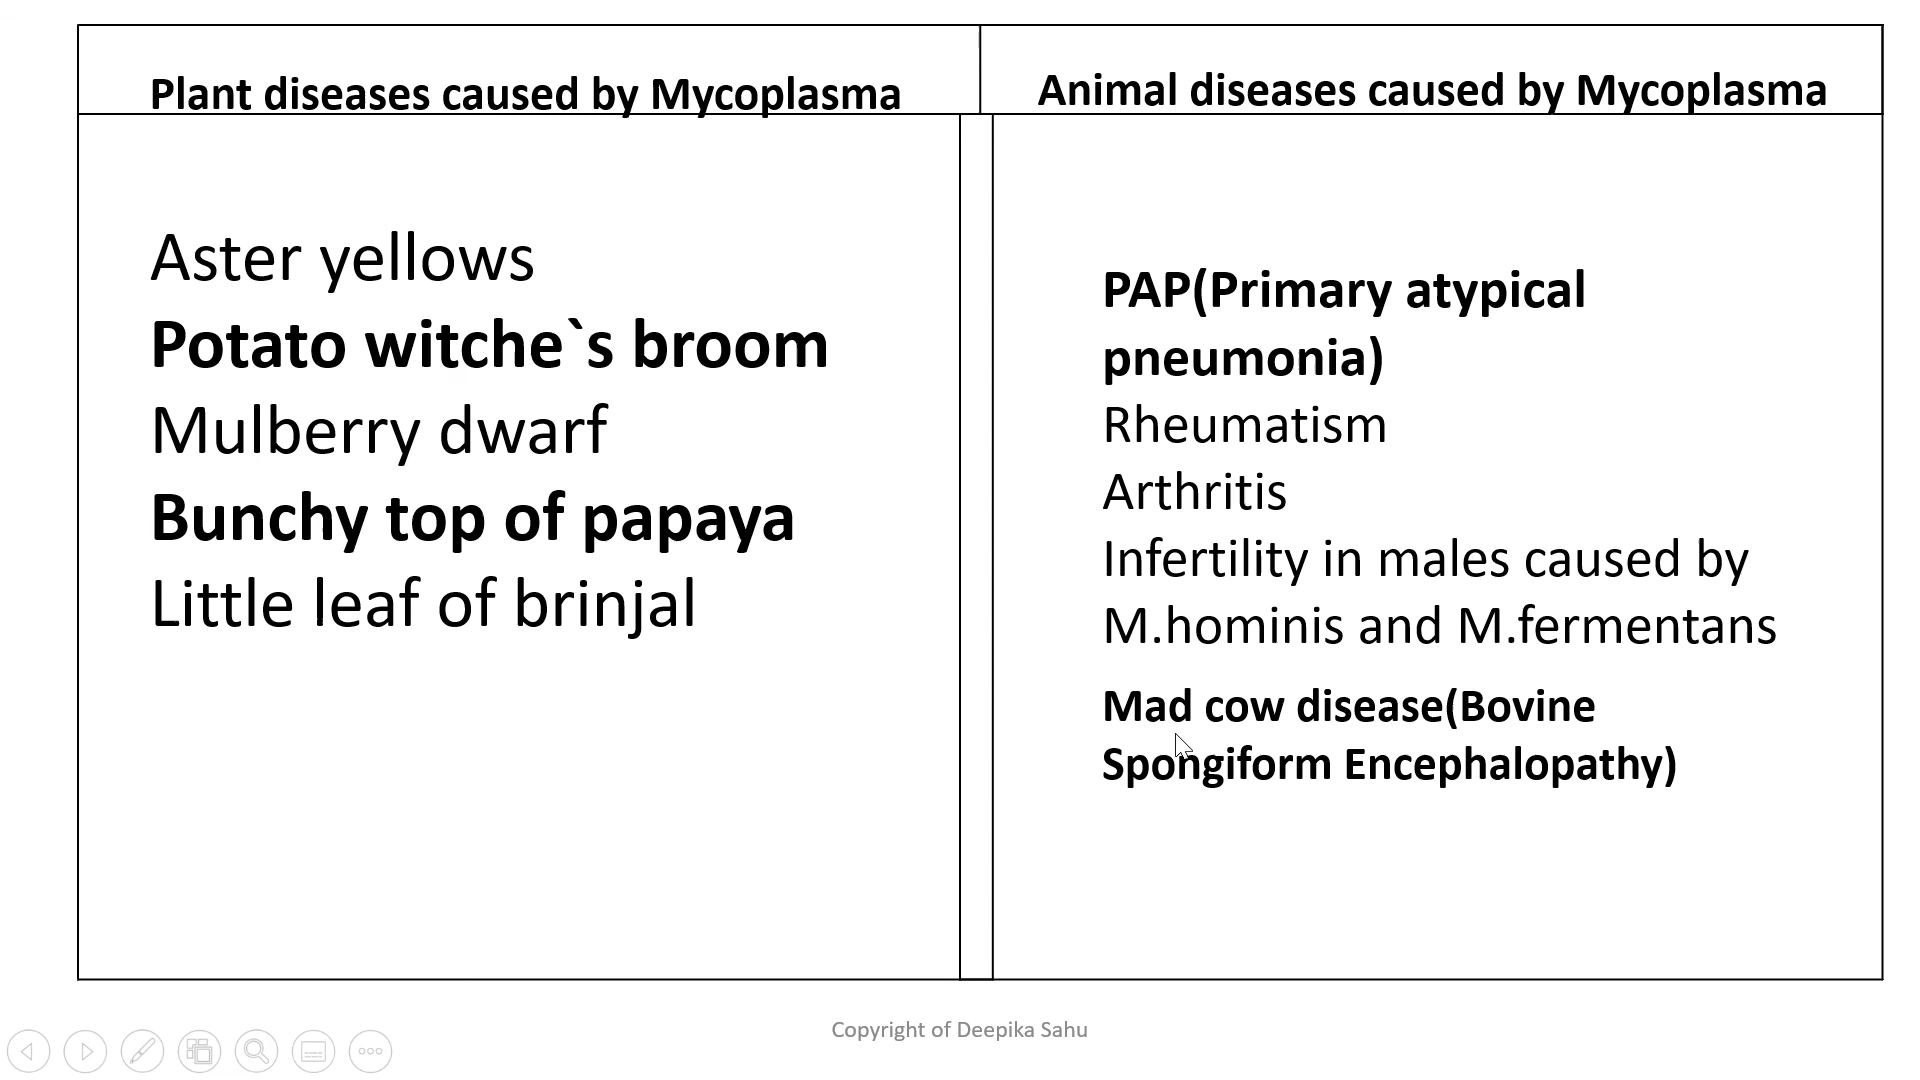 Plant diseases caused by Mycoplasma
Aster yellows
Potato witche`s broom
Mulberry dwarf
Bunchy top of papaya
Little leaf of brinjal
Animal diseases caused by Mycoplasma
PAP(Primary atypical
pneumonia)
Rheumatism
Arthritis
Infertility in males caused by
M.hominis and M.fermentans
Mad cow disease(Bovine
Spongiform Encephalopathy)
Copyright of Deepika Sahu